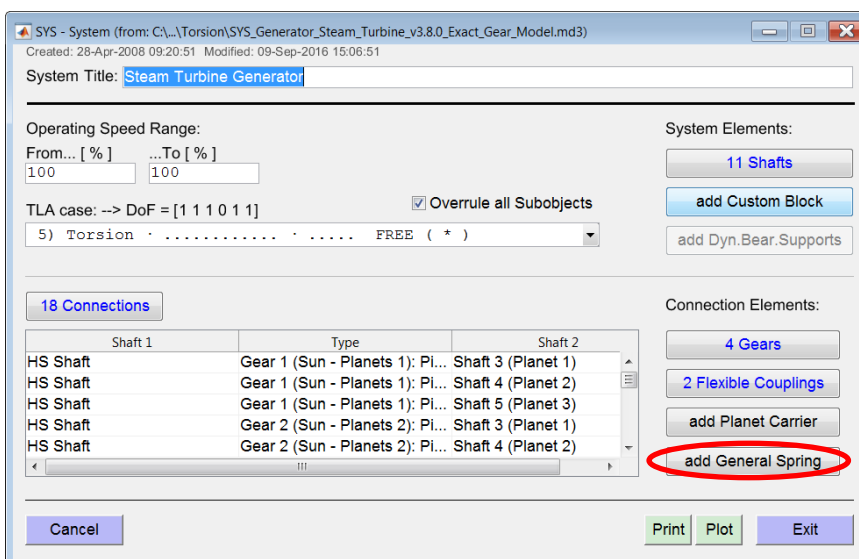 SYS - System (from: C:\...\Torsion\SYS_Generator_Steam_Turbine_v3.8.0_Exact_Gear_Model.md3)
Created: 28-Apr-2008 09:20:51 Modified: 09-Sep-2016 15:06:51
System Title: Steam Turbine Generator
Operating Speed Range:
System Elements:
From... [ % ] ...To [ % ]
100 100
11 Shafts
TLA case: --> DoF = [1 1 1 0 1 1]
Overrule all Subobjects
add Custom Block
5) Torsion · ............ · ..... FREE ( * )
add Dyn.Bear.Supports
18 Connections
Connection Elements:
Shaft 1 Type Shaft 2
HS Shaft Gear 1 (Sun - Planets 1): Pi... Shaft 3 (Planet 1)
HS Shaft Gear 1 (Sun - Planets 1): Pi... Shaft 4 (Planet 2)
HS Shaft Gear 1 (Sun - Planets 1): Pi... Shaft 5 (Planet 3)
HS Shaft Gear 2 (Sun - Planets 2): Pi... Shaft 3 (Planet 1)
HS Shaft Gear 2 (Sun - Planets 2): Pi... Shaft 4 (Planet 2)
4 Gears
2 Flexible Couplings
add Planet Carrier
add General Spring
Cancel Print Plot Exit